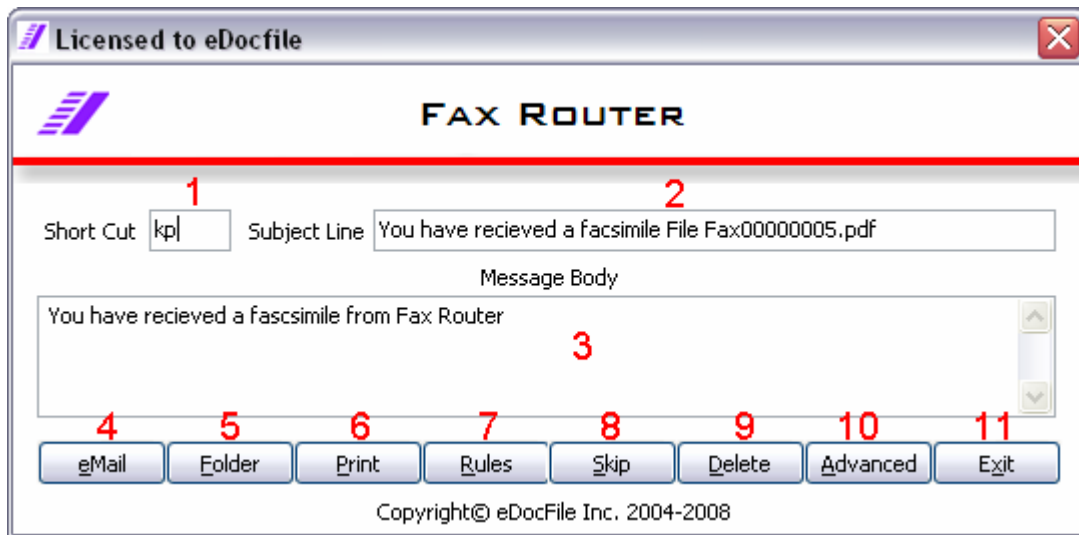 Licensed to eDocfile
FAX ROUTER
1 2
Short Cut kp Subject Line You have recieved a facsimile File Fax00000005.pdf
Message Body
You have recieved a fascsimile from Fax Router
3
4 5 6 7 8 9 10 11
eMail Folder Print Rules Skip Delete Advanced Exit
Copyright© eDocFile Inc. 2004-2008